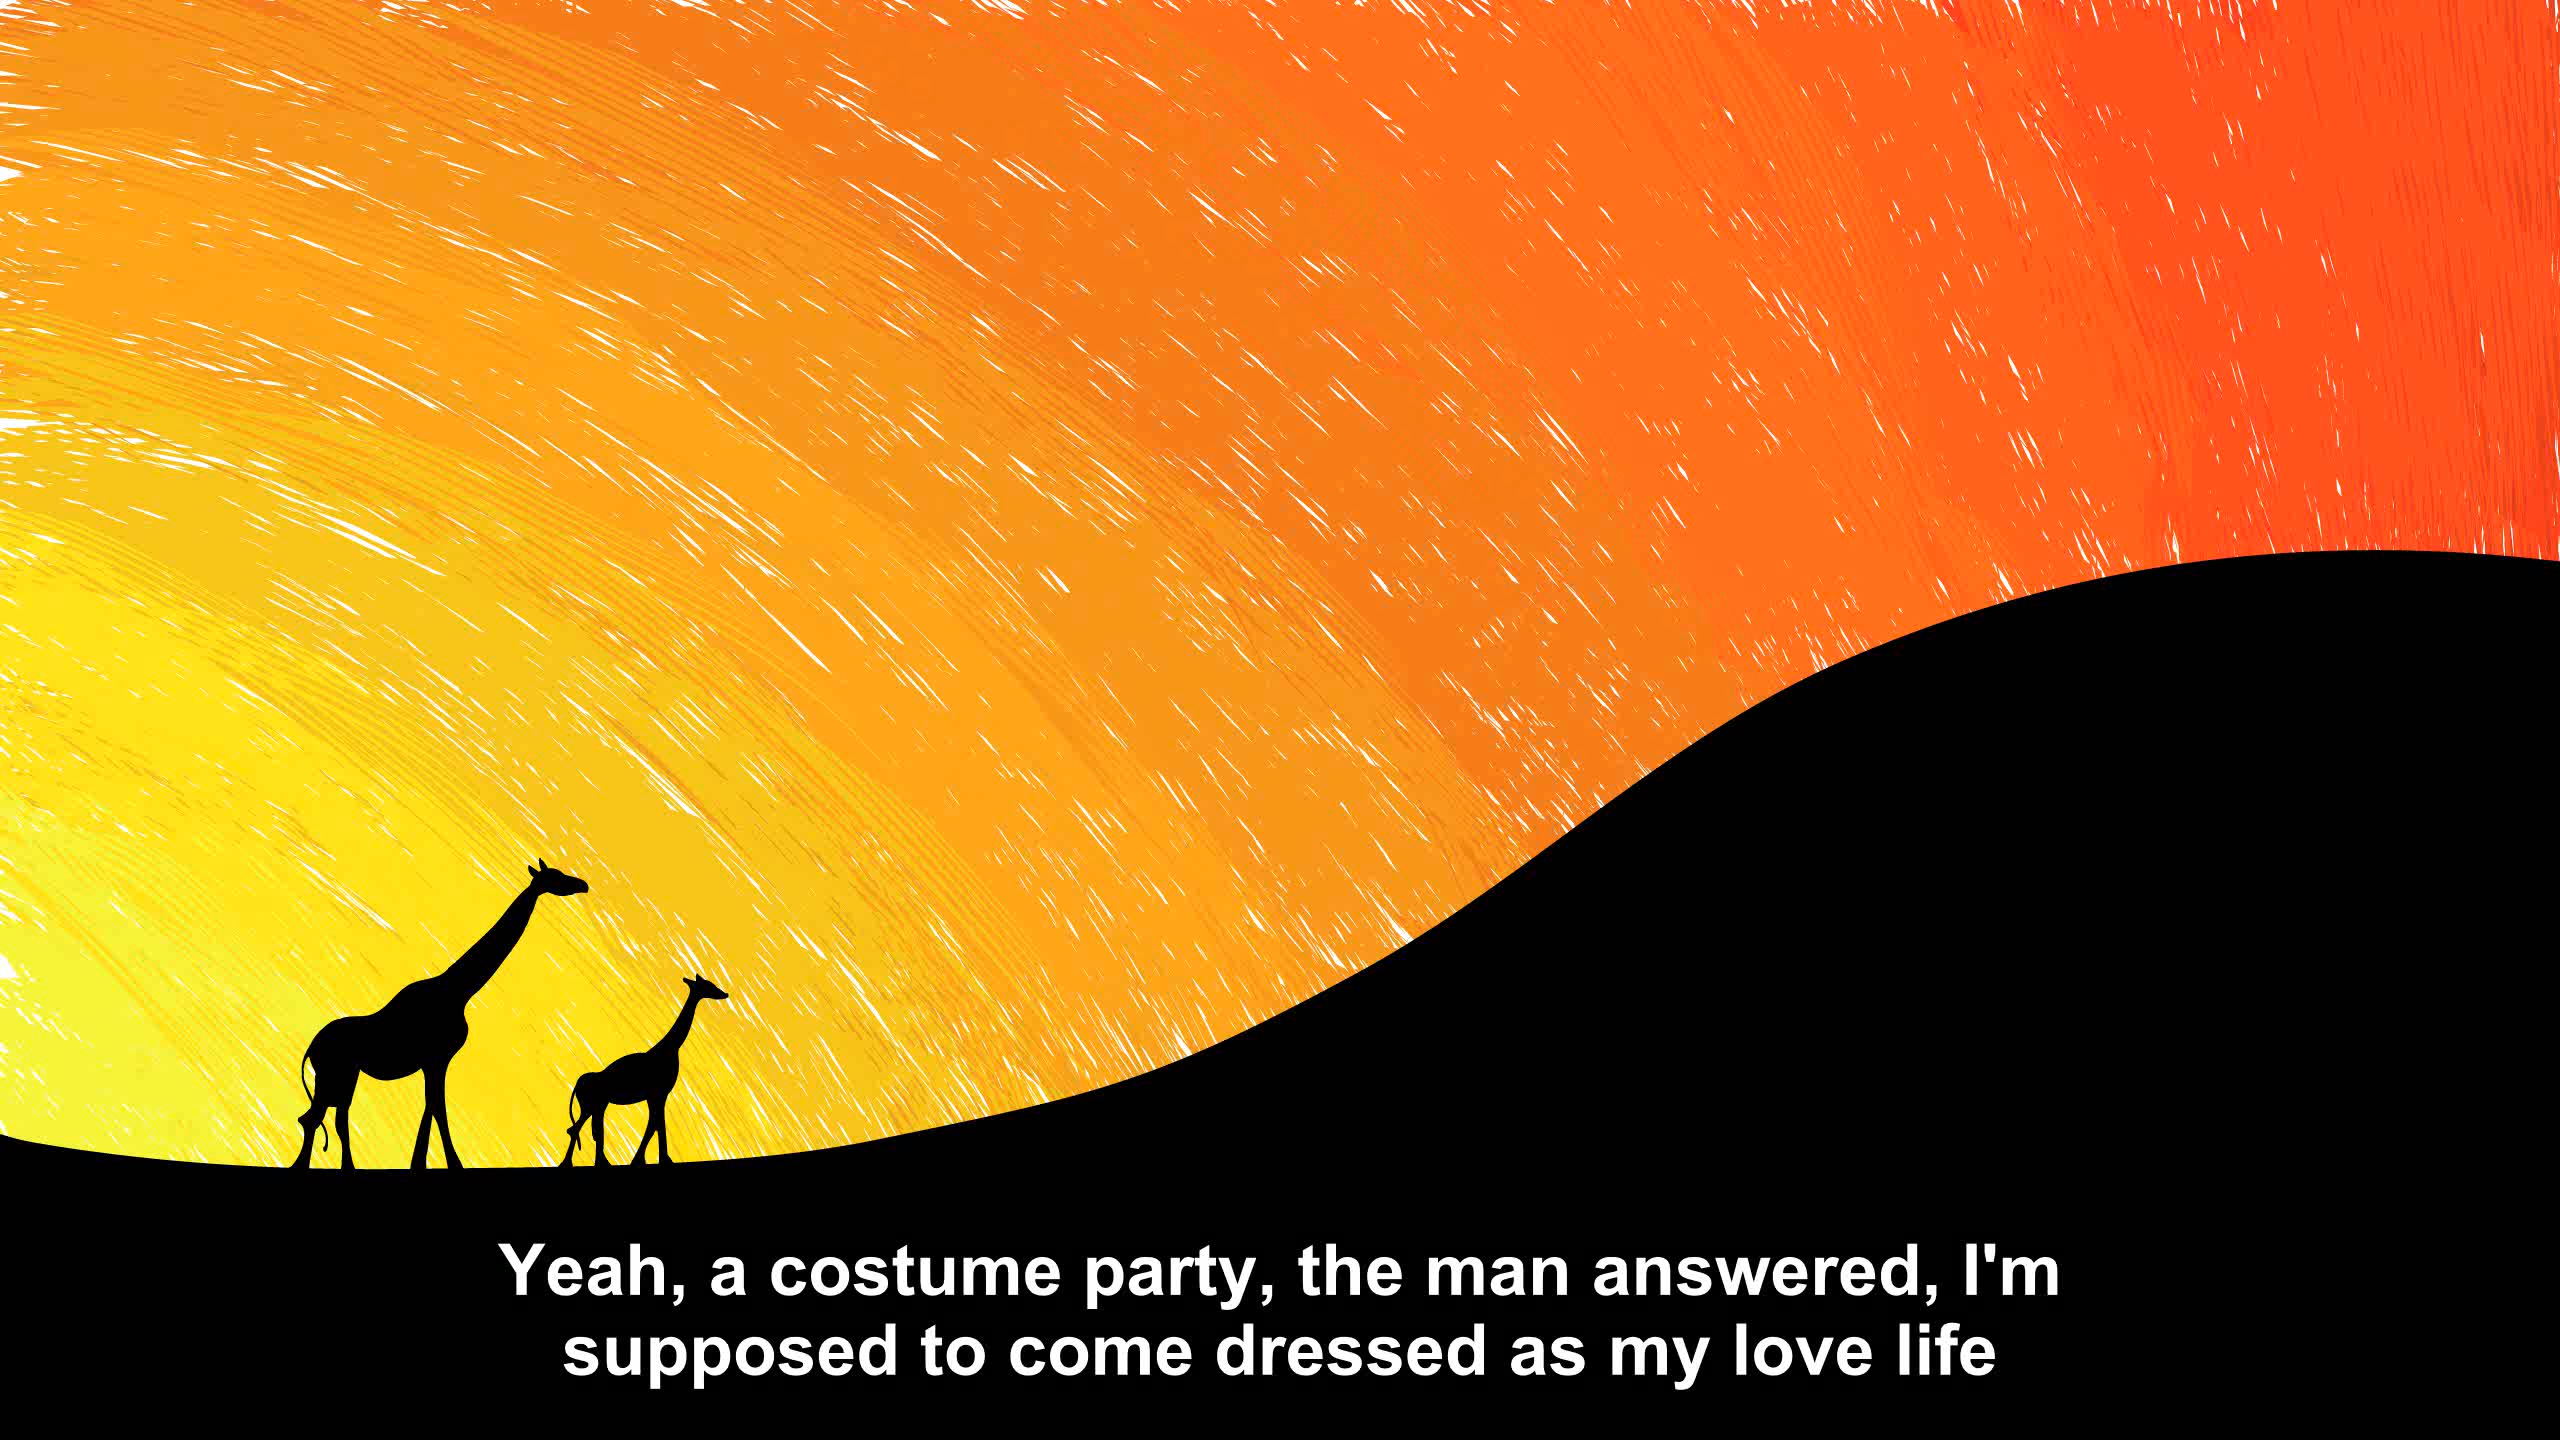 Yeah, a costume party, the man answered, I'm
supposed to come dressed as my love life